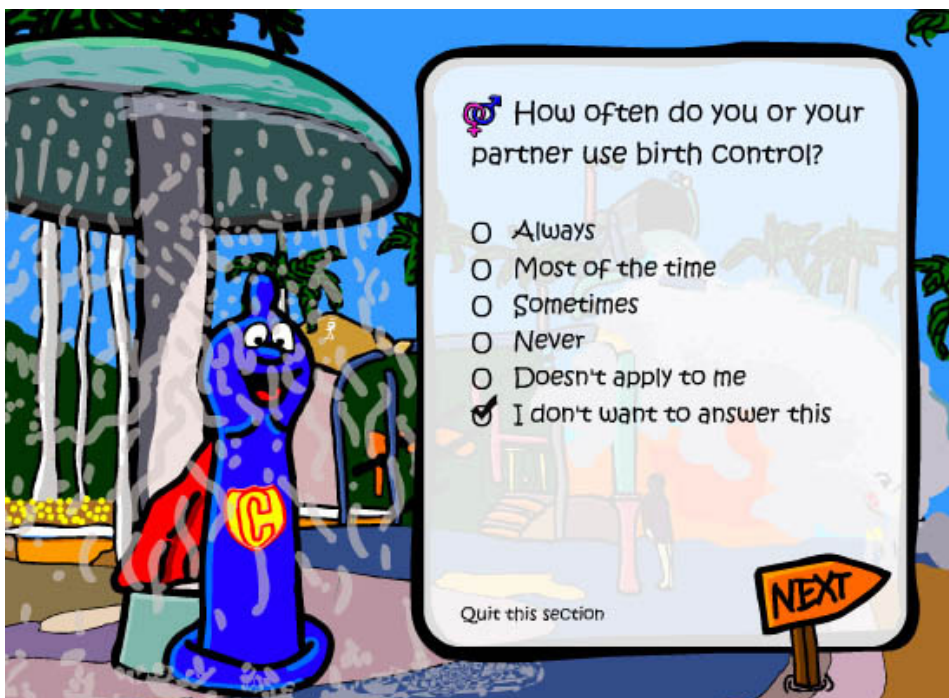 How often do you or your
partner use birth control?
Always
Most of the time
Sometimes
Never
Doesn't apply to me
I don't want to answer this
C
Quit this section
NEXT